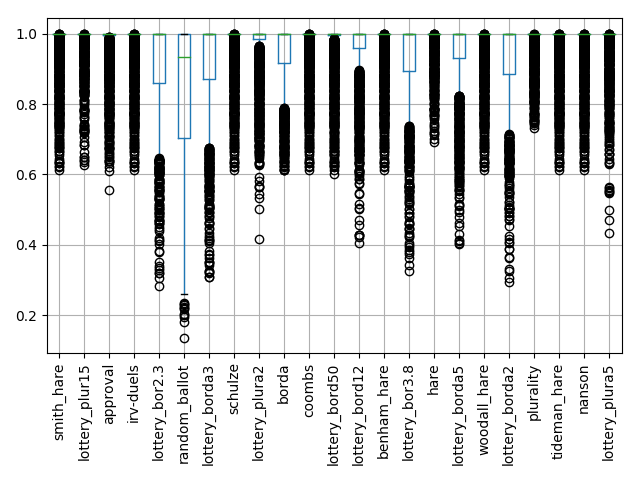 1.0
0.8
0.6
0.4
0.2
smith_hare
lottery_plur15
approval
irv-duels
lottery_bor2.3
random_ballot
lottery_borda3
schulze
lottery_plura2
borda
coombs
lottery_bord50
lottery_bord12
benham_hare
lottery_bor3.8
hare
lottery_borda5
woodall_hare
lottery_borda2
plurality
tideman_hare
nanson
lottery_plura5